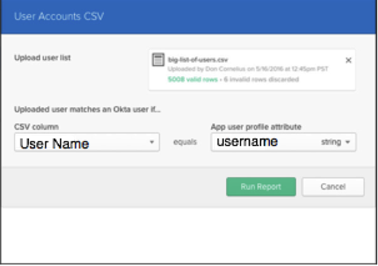 User Accounts CSV
Upload user list
big-list-of-users.csv
Uploaded by Don Cornelius on 5/16/2016 at 12:45pm PST
5008 valid rows • 6 invalid rows discarded
Uploaded user matches an Okta user if...
CSV column
App user profile attribute
User Name
equals
username
string
Run Report
Cancel